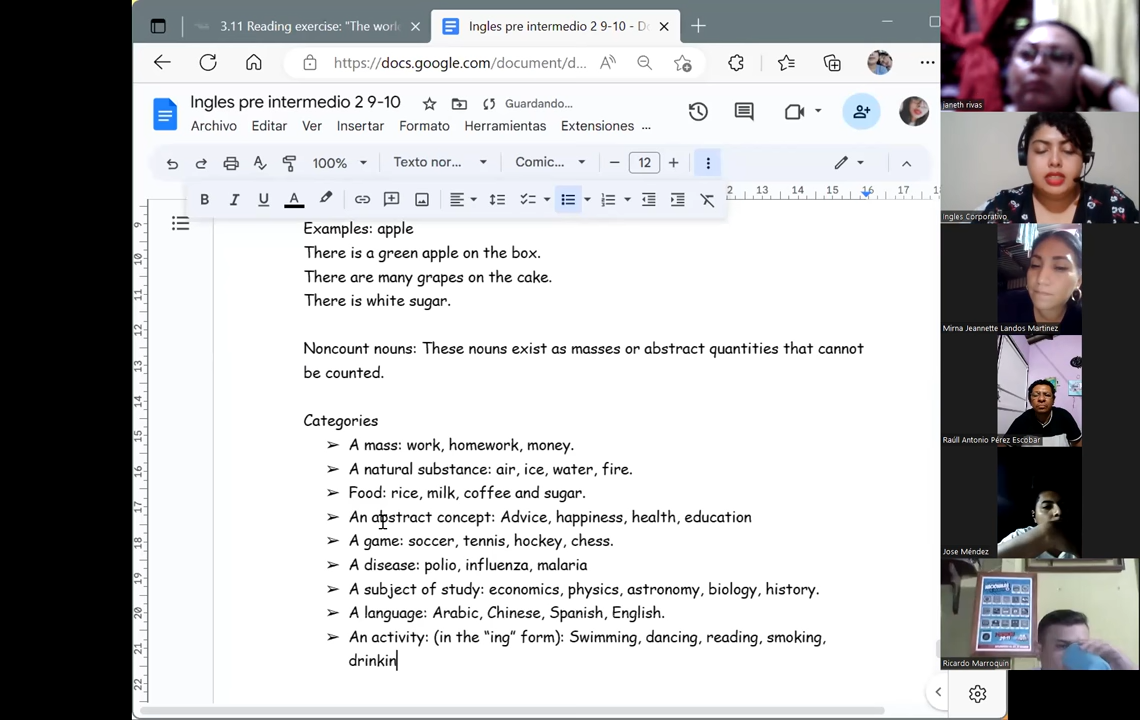 3.11 Reading exercise: "The worl
Ingles pre intermedio 2 9-10 - Do
https://docs.google.com/document/d...
Ingles pre intermedio 2 9-10
Guardando...
Archivo Editar Ver Insertar Formato Herramientas Extensiones ...
100% Texto nor... Comic... 12
Examples: apple
There is a green apple on the box.
There are many grapes on the cake.
There is white sugar.
Noncount nouns: These nouns exist as masses or abstract quantities that cannot
be counted.
Categories
➢ A mass: work, homework, money.
➢ A natural substance: air, ice, water, fire.
➢ Food: rice, milk, coffee and sugar.
➢ An abstract concept: Advice, happiness, health, education
➢ A game: soccer, tennis, hockey, chess.
➢ A disease: polio, influenza, malaria
➢ A subject of study: economics, physics, astronomy, biology, history.
➢ A language: Arabic, Chinese, Spanish, English.
➢ An activity: (in the “ing” form): Swimming, dancing, reading, smoking,
drinkin
janeth rivas
Ingles Corporativo
Mirna Jeannette Landos Martinez
Raúll Antonio Pérez Escobar
Jose Méndez
Ricardo Marroquin